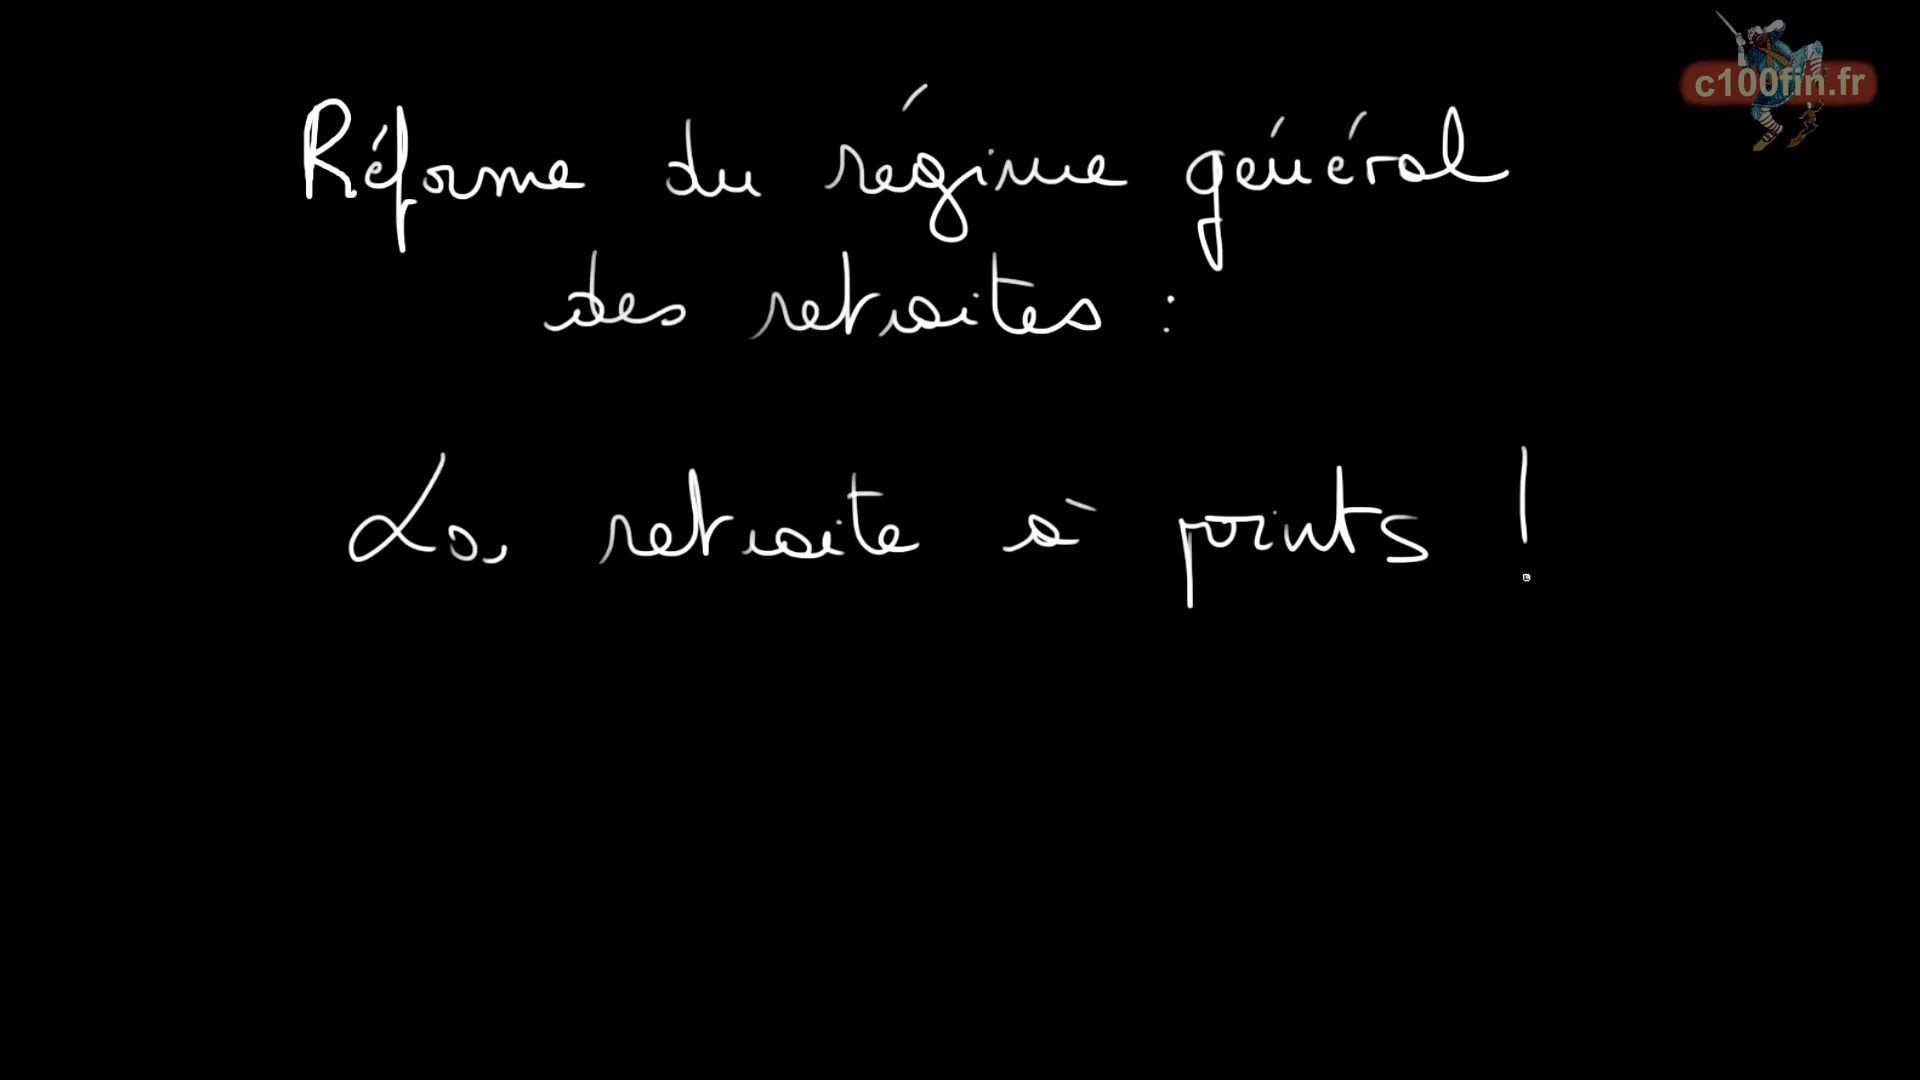 c100fin.fr
Réforme du régime général
des retraites :
La retraite à points !